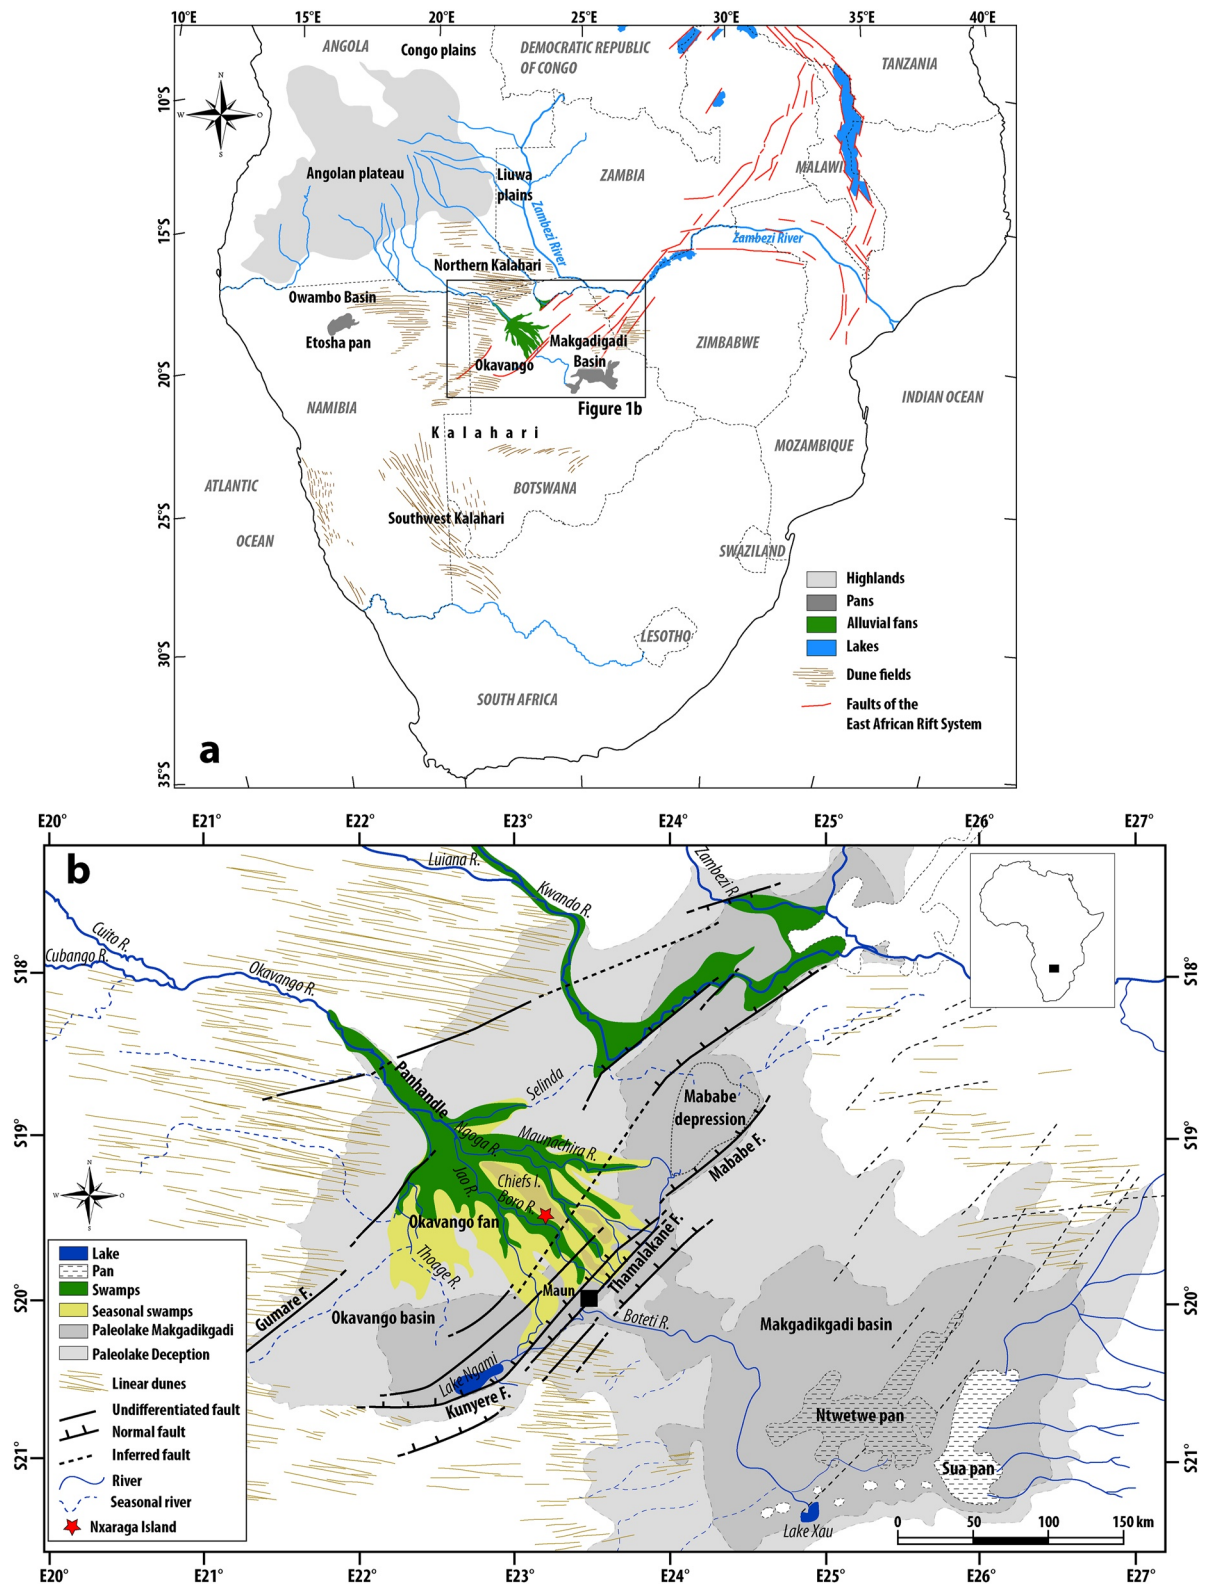 10°E 15°E 20°E 25°E 30°E 35°E 40°E
ANGOLA
Congo plains
DEMOCRATIC REPUBLIC
OF CONGO
TANZANIA
N
W O
S
10°S
Angolan plateau
Liuwa
plains
ZAMBIA
MALAWI
15°S
Zambezi River
Zambezi River
Northern Kalahari
Owambo Basin
Etosha pan
Makgadigadi
Basin
Okavango
ZIMBABWE
20°S
Figure 1b
NAMIBIA
INDIAN OCEAN
Kalahari
MOZAMBIQUE
ATLANTIC
OCEAN
BOTSWANA
25°S
Southwest Kalahari
SWAZILAND
Highlands
Pans
Alluvial fans
Lakes
Dune fields
Faults of the
East African Rift System
30°S
LESOTHO
SOUTH AFRICA
a
35°S
E20° E21° E22° E23° E24° E25° E26° E27°
b
Luiana R.
Zambezi R.
Kwando R.
Cuito R.
Cubango R.
Okavango R.
S18° S18°
Panhandle
Selinda
Mababe
depression
S19° S19°
Ngoga R.
Maunachira R.
Mababe F.
Jao R.
Chiefs I.
Boro R.
N
W O
S
Okavango fan
Thaoge R.
Thamalakane F.
Lake
Pan
Swamps
Seasonal swamps
Paleolake Makgadikgadi
Paleolake Deception
Linear dunes
Undifferentiated fault
Normal fault
Inferred fault
River
Seasonal river
Nxaraga Island
Gumare F.
Maun
S20° S20°
Okavango basin
Boteti R.
Makgadikgadi basin
Lake Ngami
Kunyere F.
Ntwetwe pan
S21° S21°
Sua pan
Lake Xau
0 50 100 150 km
E20° E21° E22° E23° E24° E25° E26° E27°